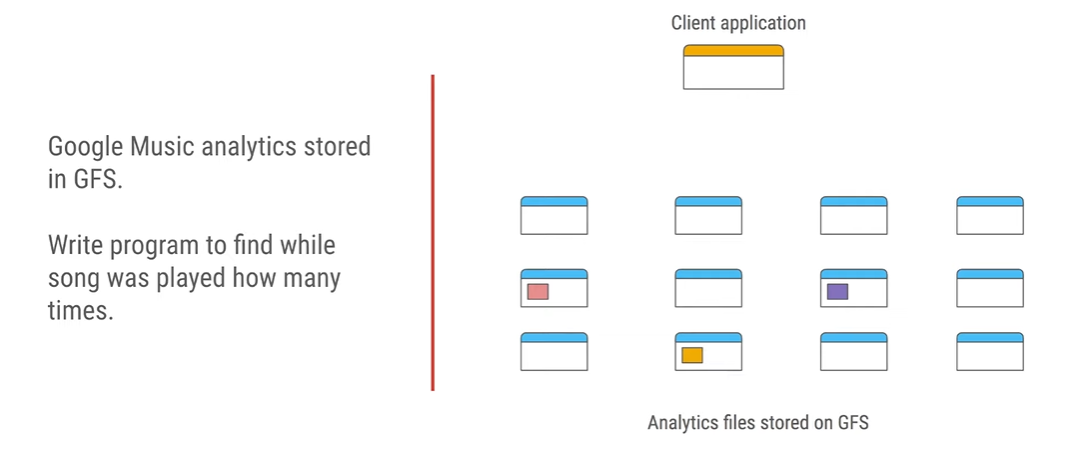 Client application
Google Music analytics stored
in GFS.
Write program to find while
song was played how many
times.
Analytics files stored on GFS